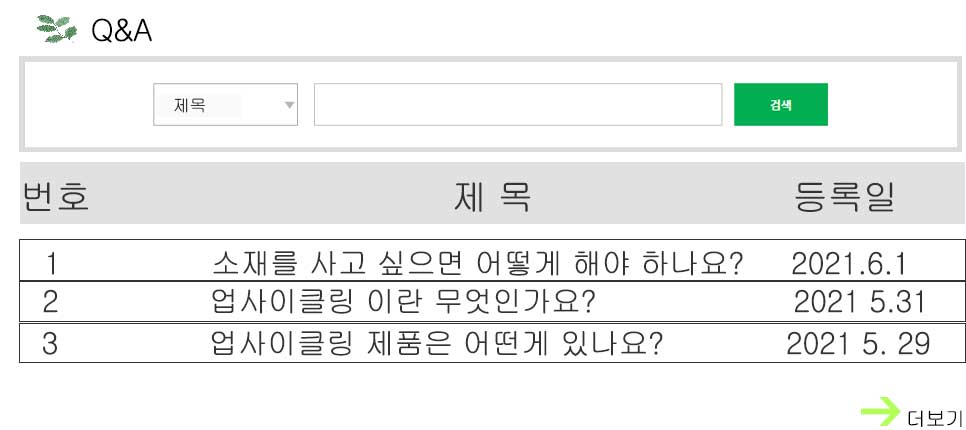 Q&A
제목 검색
번호 제 목 등록일
1 소재를 사고 싶으면 어떻게 해야 하나요? 2021.6.1
2 업사이클링 이란 무엇인가요? 2021 5.31
3 업사이클링 제품은 어떤게 있나요? 2021 5. 29
더보기